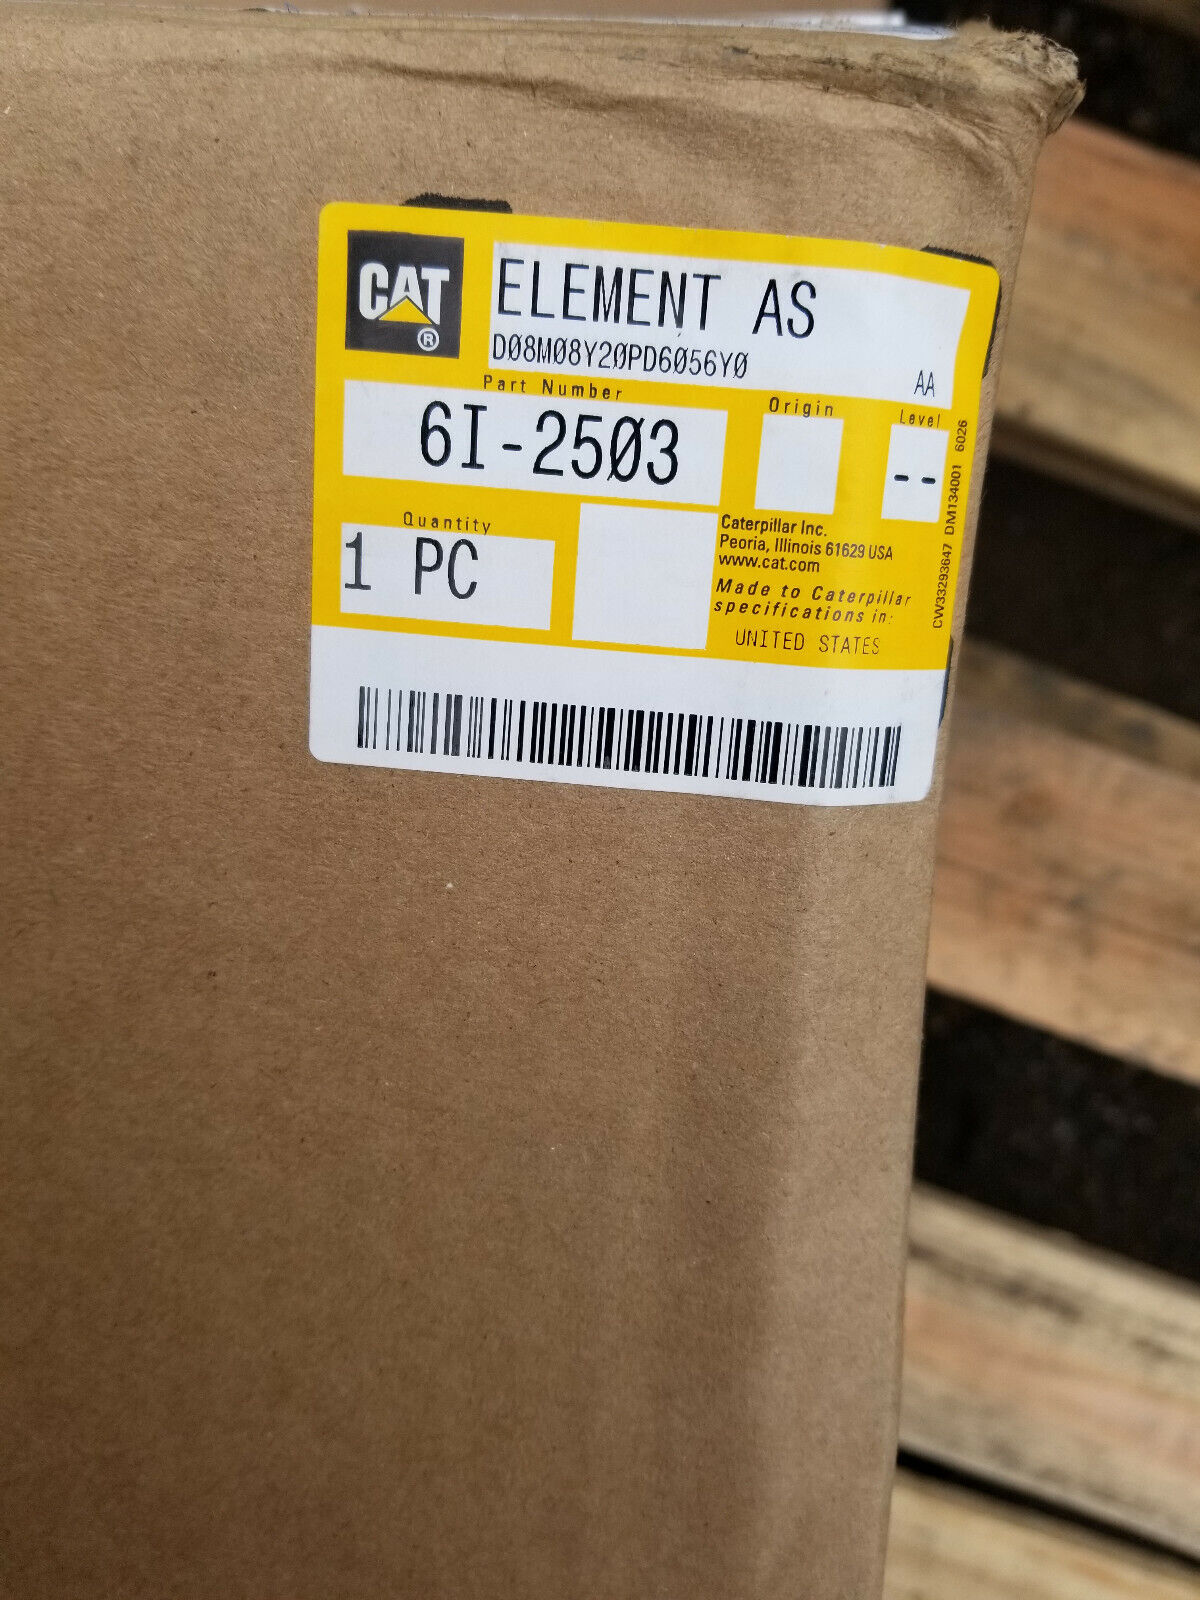 CAT
®
ELEMENT AS
D08M08Y20PD6056Y0
AA
Part Number
6I-2503
Origin
Level
--
Quantity
1 PC
Caterpillar Inc.
Peoria, Illinois 61629 USA
www.cat.com
Made to Caterpillar
specifications in:
UNITED STATES
CW33293647 DM134001 6026